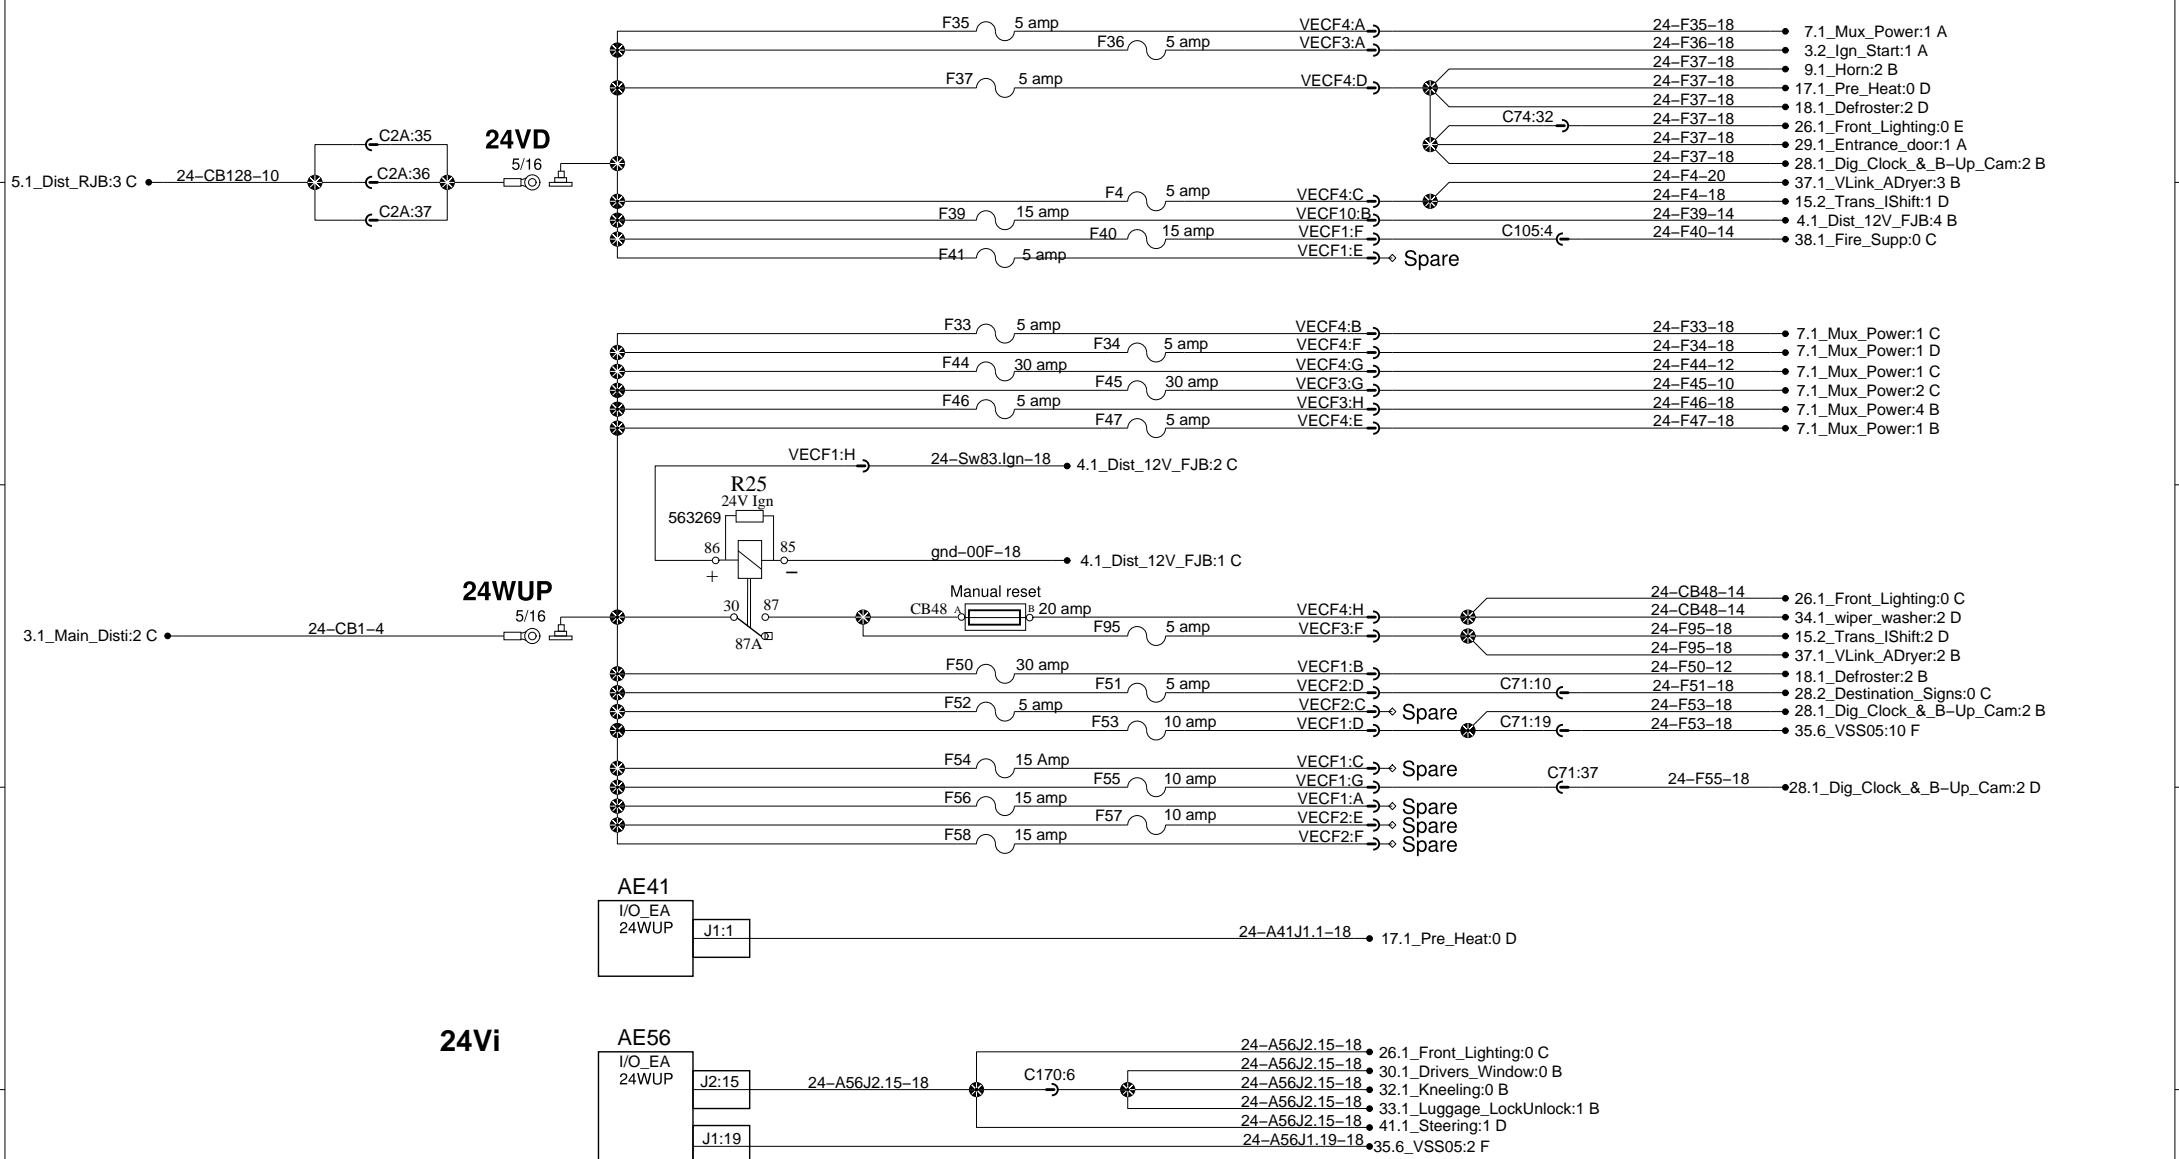 F35 5 amp VECF4:A 24–F35–18 7.1_Mux_Power:1 A
F36 5 amp VECF3:A 24–F36–18 3.2_Ign_Start:1 A
24–F37–18 9.1_Horn:2 B
F37 5 amp VECF4:D 24–F37–18 17.1_Pre_Heat:0 D
24–F37–18 18.1_Defroster:2 D
C74:32 24–F37–18 26.1_Front_Lighting:0 E
C2A:35 24VD 24–F37–18 29.1_Entrance_door:1 A
5/16 24–F37–18 28.1_Dig_Clock_&_B–Up_Cam:2 B
5.1_Dist_RJB:3 C 24–CB128–10 C2A:36 24–F4–20 37.1_VLink_ADryer:3 B
F4 5 amp VECF4:C 24–F4–18 15.2_Trans_IShift:1 D
C2A:37 F39 15 amp VECF10:B 24–F39–14 4.1_Dist_12V_FJB:4 B
F40 15 amp VECF1:F C105:4 24–F40–14 38.1_Fire_Supp:0 C
F41 5 amp VECF1:E Spare
F33 5 amp VECF4:B 24–F33–18 7.1_Mux_Power:1 C
F34 5 amp VECF4:F 24–F34–18 7.1_Mux_Power:1 D
F44 30 amp VECF4:G 24–F44–12 7.1_Mux_Power:1 C
F45 30 amp VECF3:G 24–F45–10 7.1_Mux_Power:2 C
F46 5 amp VECF3:H 24–F46–18 7.1_Mux_Power:4 B
F47 5 amp VECF4:E 24–F47–18 7.1_Mux_Power:1 B
VECF1:H 24–Sw83.Ign–18 4.1_Dist_12V_FJB:2 C
R25
24V Ign
563269
86 85 gnd–00F–18 4.1_Dist_12V_FJB:1 C
+ –
24WUP Manual reset 24–CB48–14 26.1_Front_Lighting:0 C
5/16 30 87 CB48 A B 20 amp VECF4:H 24–CB48–14 34.1_wiper_washer:2 D
3.1_Main_Disti:2 C 24–CB1–4 F95 5 amp VECF3:F 24–F95–18 15.2_Trans_IShift:2 D
87A 24–F95–18 37.1_VLink_ADryer:2 B
F50 30 amp VECF1:B 24–F50–12 18.1_Defroster:2 B
F51 5 amp VECF2:D C71:10 24–F51–18 28.2_Destination_Signs:0 C
F52 5 amp VECF2:C Spare 24–F53–18 28.1_Dig_Clock_&_B–Up_Cam:2 B
F53 10 amp VECF1:D C71:19 24–F53–18 35.6_VSS05:10 F
F54 15 Amp VECF1:C Spare
F55 10 amp VECF1:G C71:37 24–F55–18 28.1_Dig_Clock_&_B–Up_Cam:2 D
F56 15 amp VECF1:A Spare
F57 10 amp VECF2:E Spare
F58 15 amp VECF2:F Spare
AE41
I/O_EA
24WUP
J1:1 24–A41J1.1–18 17.1_Pre_Heat:0 D
24Vi AE56
I/O_EA
24WUP
24–A56J2.15–18 26.1_Front_Lighting:0 C
24–A56J2.15–18 30.1_Drivers_Window:0 B
J2:15 24–A56J2.15–18 C170:6 24–A56J2.15–18 32.1_Kneeling:0 B
24–A56J2.15–18 33.1_Luggage_LockUnlock:1 B
24–A56J2.15–18 41.1_Steering:1 D
J1:19 24–A56J1.19–18 35.6_VSS05:2 F